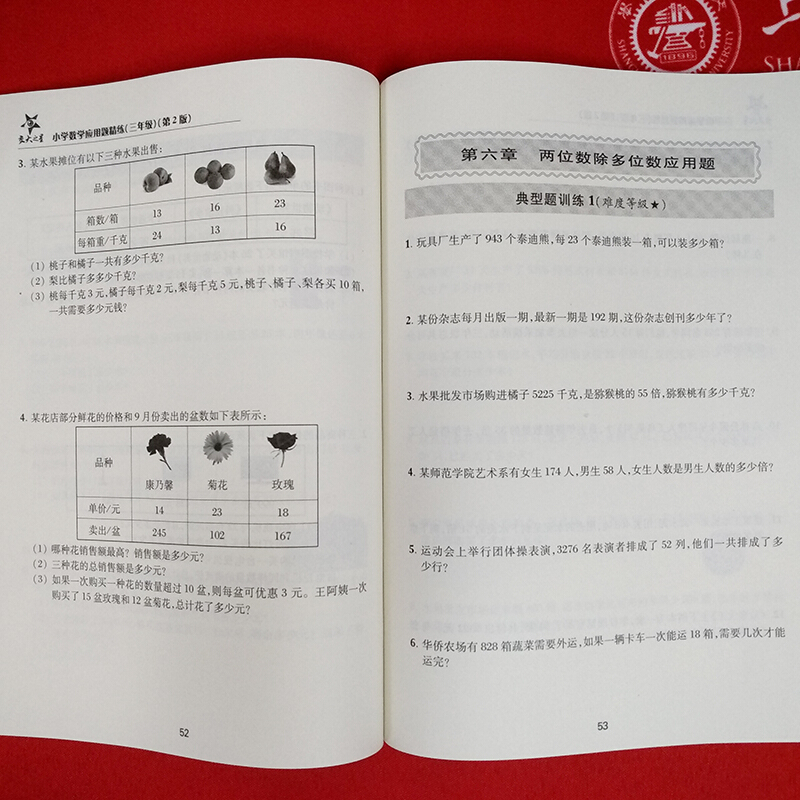 交大之星 小学数学应用题精练(三年级)(第2版)
3. 某水果摊位有以下三种水果出售:
品种
箱数/箱 13 16 23
每箱重/千克 24 13 16
(1) 桃子和橘子一共有多少千克?
(2) 梨比橘子多多少千克?
(3) 桃每千克3元,橘子每千克2元,梨每千克5元,桃子、橘子、梨各买10箱,
一共需要多少元钱?
4. 某花店部分鲜花的价格和9月份卖出的盆数如下表所示:
品种
康乃馨 菊花 玫瑰
单价/元 14 23 18
卖出/盆 245 102 167
(1) 哪种花销售额最高? 销售额是多少元?
(2) 三种花的总销售额是多少元?
(3) 如果一次购买一种花的数量超过10盆,则每盆可优惠3元。王阿姨一次
购买了15盆玫瑰和12盆菊花,总计花了多少元?
52
第六章 两位数除多位数应用题
典型题训练1(难度等级★)
1. 玩具厂生产了943个泰迪熊,每23个泰迪熊装一箱,可以装多少箱?
2. 某份杂志每月出版一期,最新一期是192期,这份杂志创刊多少年了?
3. 水果批发市场购进橘子5225千克,是猕猴桃的55倍,猕猴桃有多少千克?
4. 某师范学院艺术系有女生174人,男生58人,女生人数是男生人数的多少倍?
5. 运动会上举行团体操表演,3276名表演者排成了52列,他们一共排成了多
少行?
6. 华侨农场有828箱蔬菜需要外运,如果一辆卡车一次能运18箱,需要几次才能
运完?
53
1896
SHA